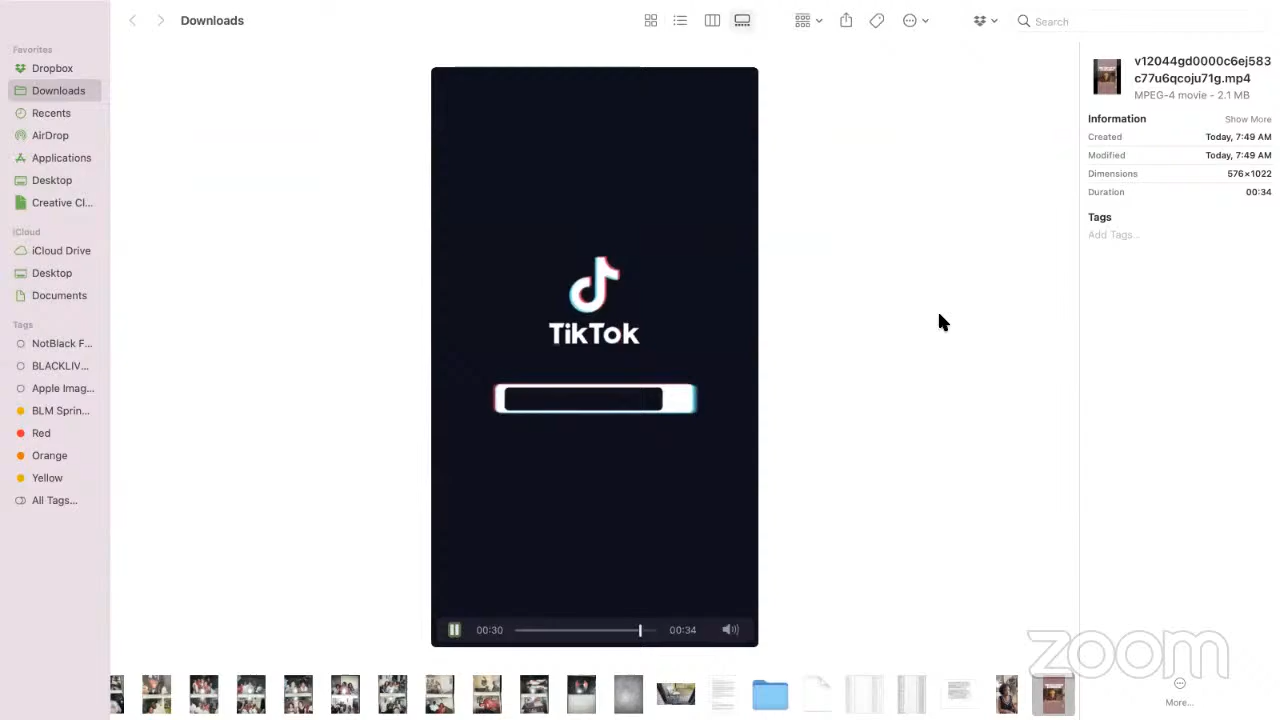 Downloads
Search
Favorites
Dropbox
Downloads
Recents
AirDrop
Applications
Desktop
Creative Cl...
iCloud
iCloud Drive
Desktop
Documents
Tags
NotBlack F...
BLACKLIV...
Apple Imag...
BLM Sprin...
Red
Orange
Yellow
All Tags...
TikTok
00:30
00:34
v12044gd0000c6ej583
c77u6qcoju71g.mp4
MPEG-4 movie - 2.1 MB
Information Show More
Created Today, 7:49 AM
Modified Today, 7:49 AM
Dimensions 576×1022
Duration 00:34
Tags
Add Tags...
zoom
More...